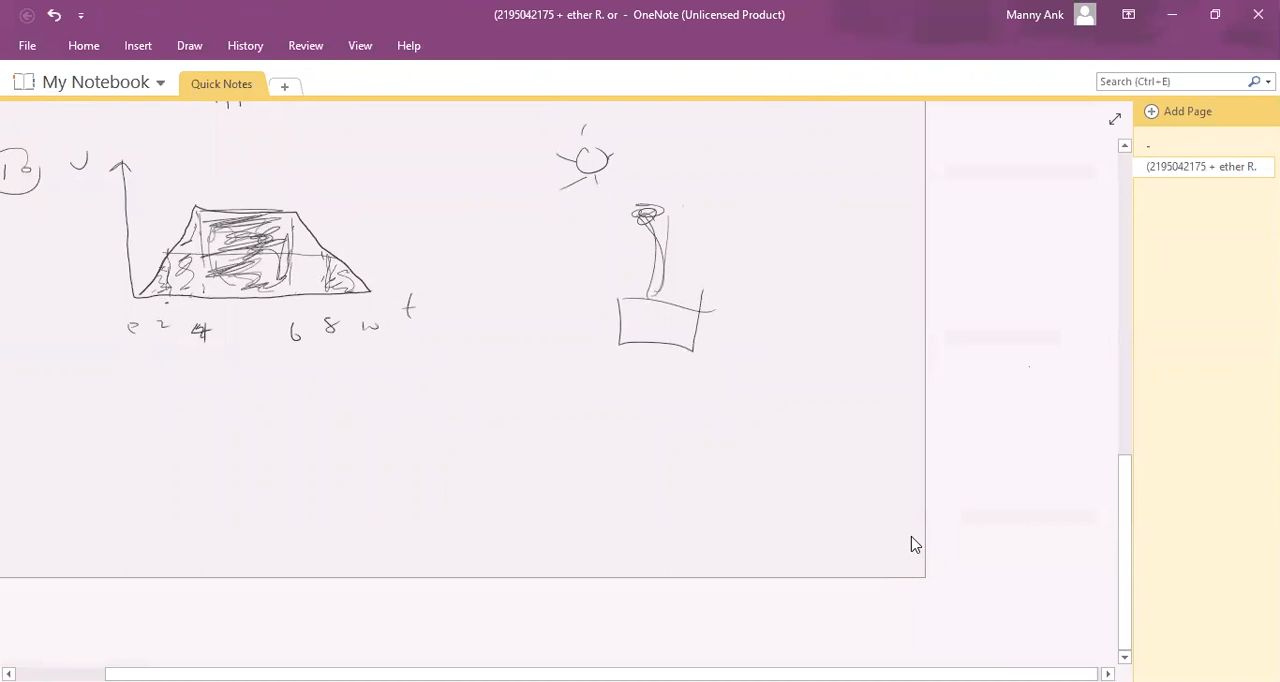 (2195042175 + ether R. or - OneNote (Unlicensed Product)
Manny Ank
File Home Insert Draw History Review View Help
My Notebook
Quick Notes
+
Search (Ctrl+E)
Add Page
-
(2195042175 + ether R.
t
2 4 6 8 10